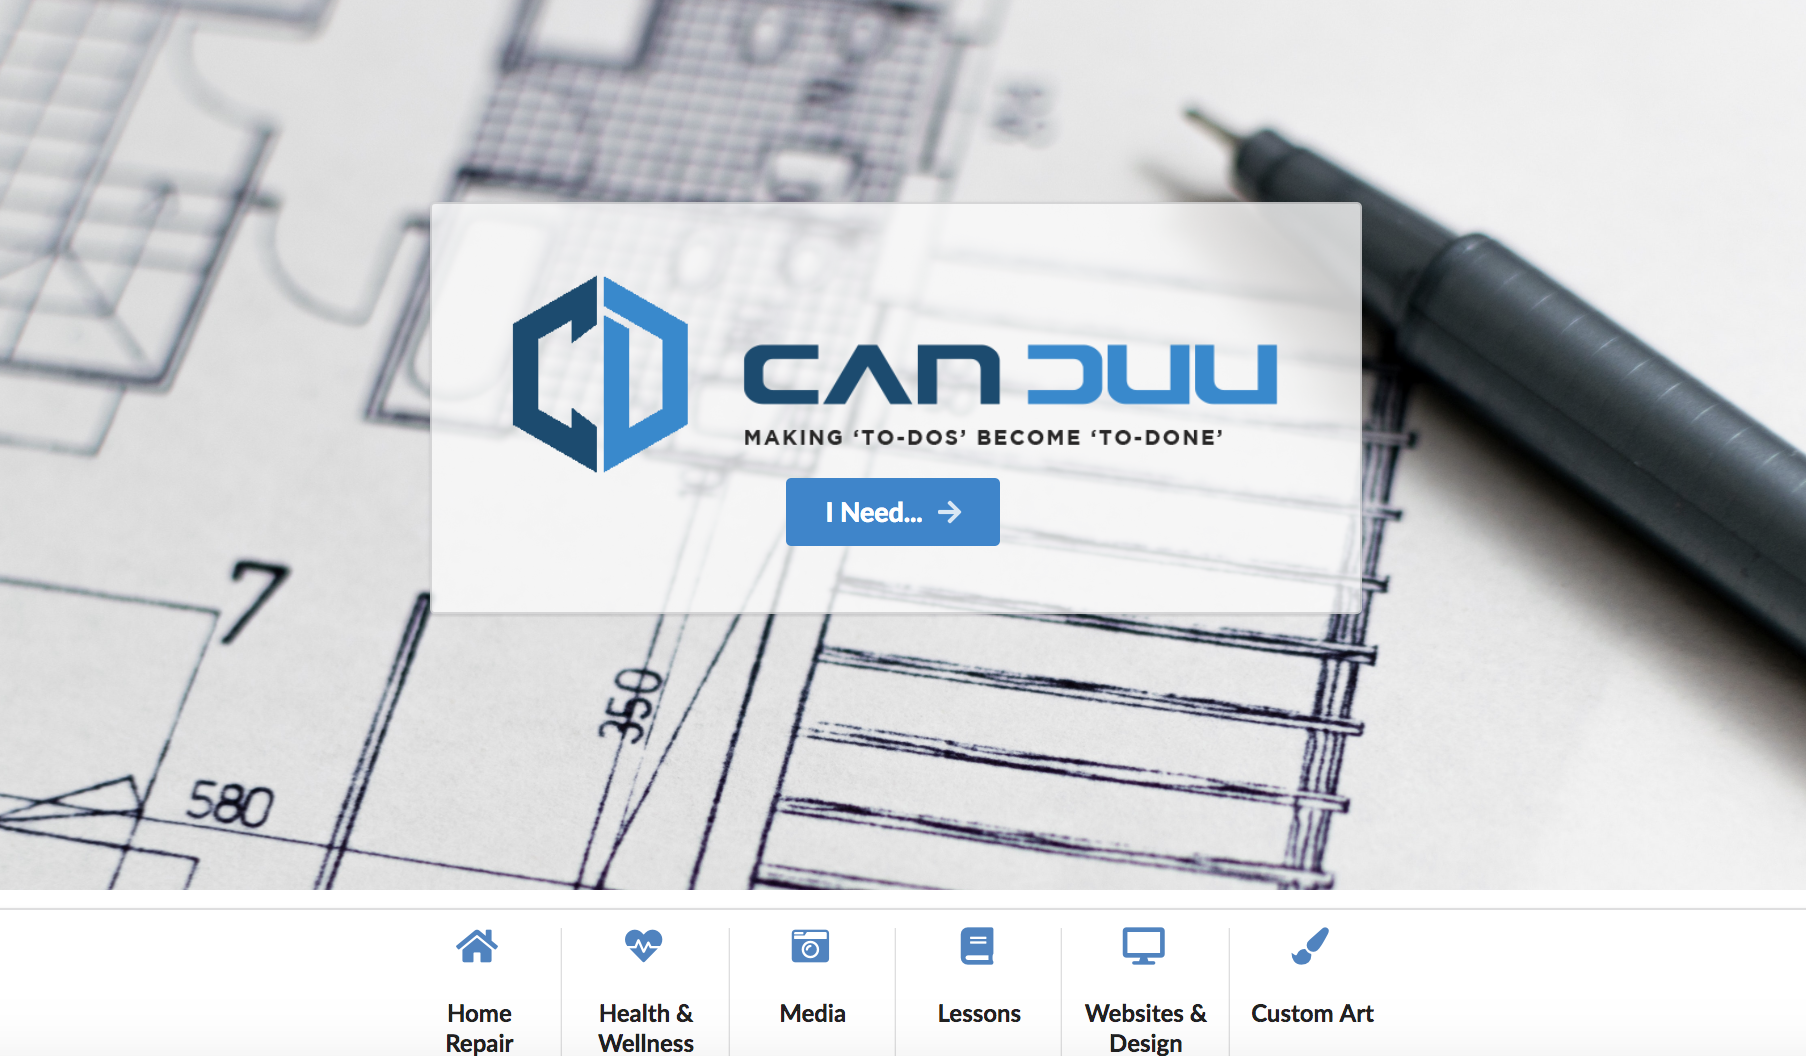 CAN DUU
MAKING ‘TO-DOS’ BECOME ‘TO-DONE’
I Need...
7
350
580
Home
Repair
Health &
Wellness
Media
Lessons
Websites &
Design
Custom Art